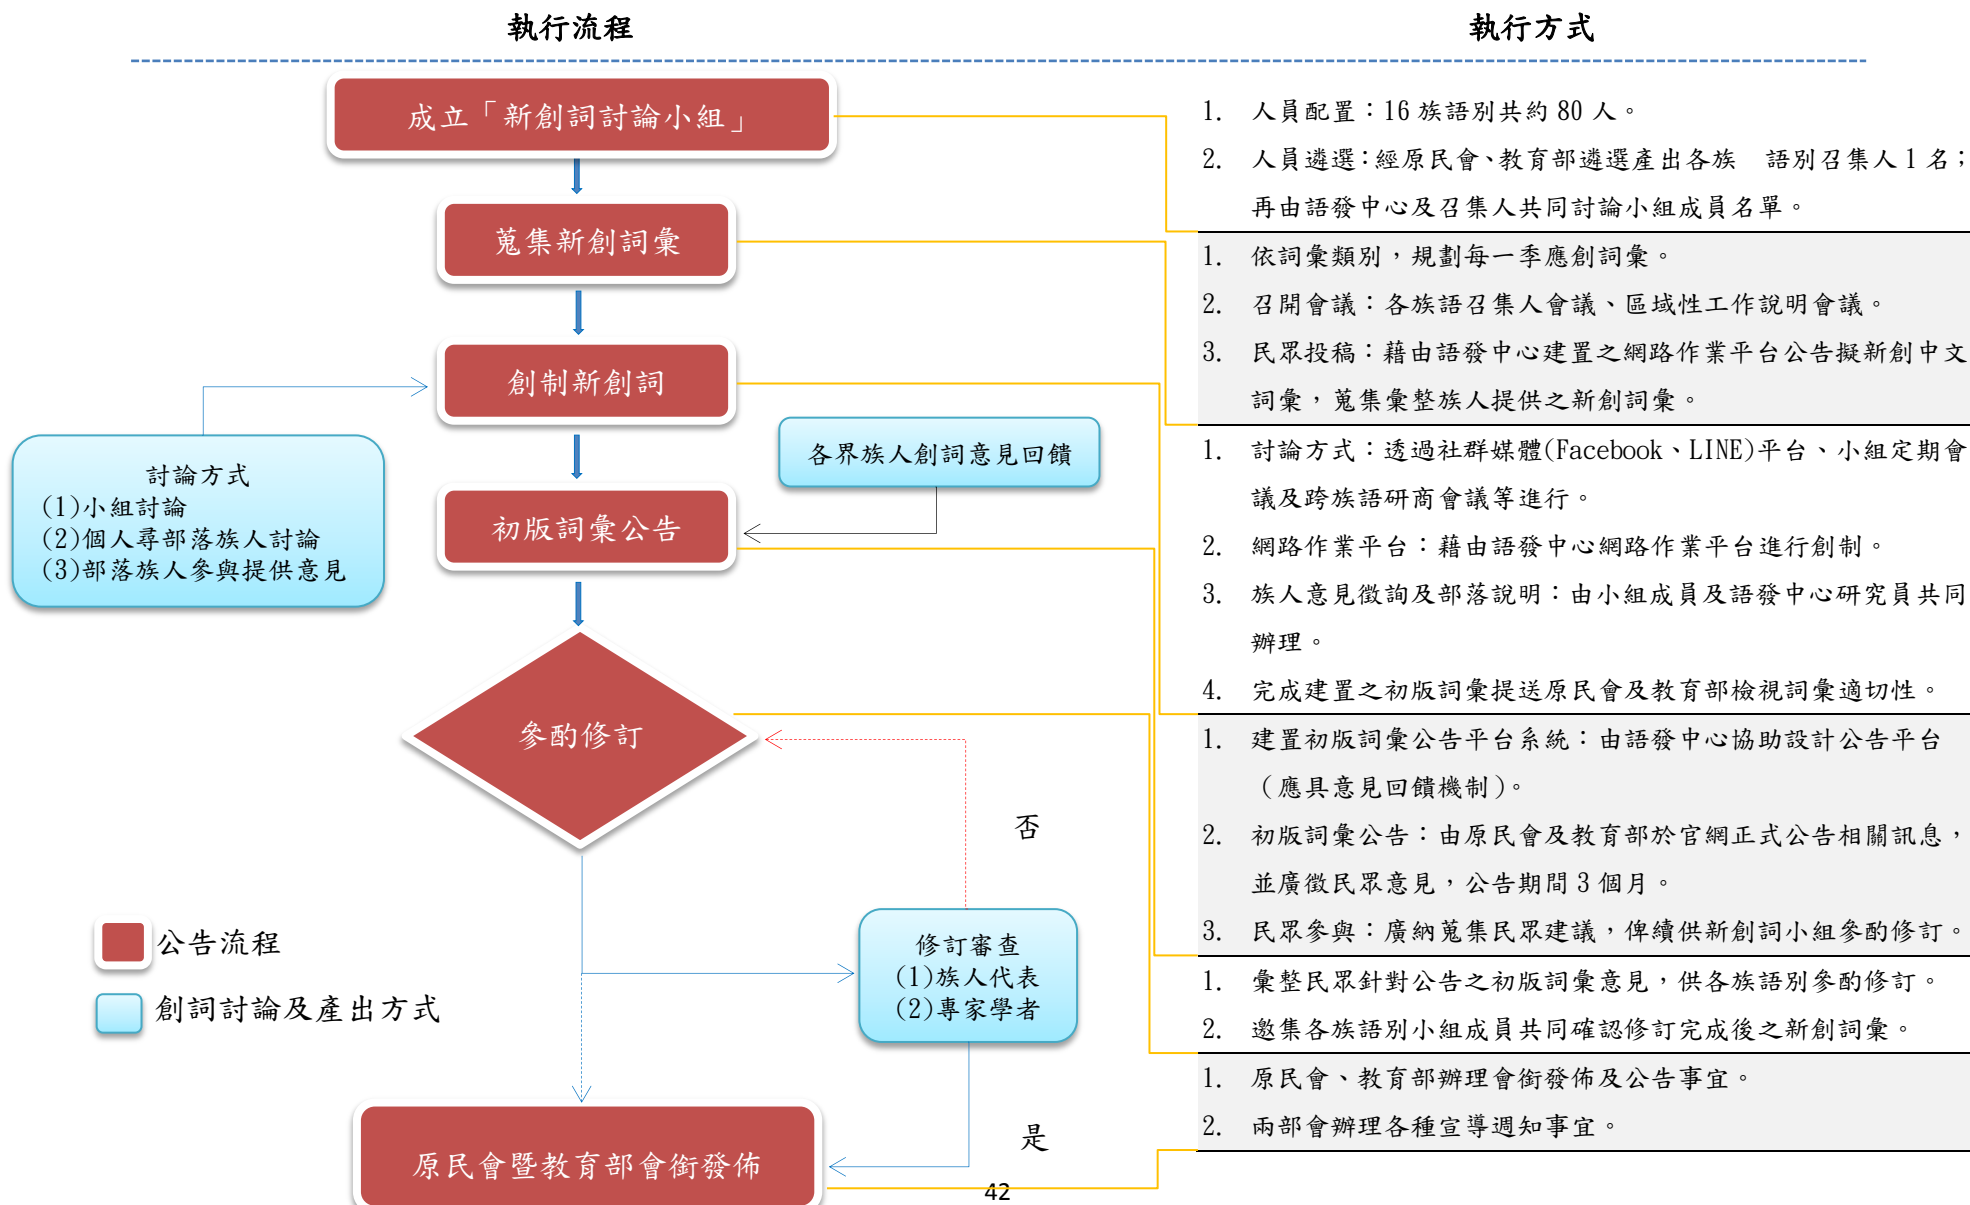 執行流程
執行方式
成立「新創詞討論小組」
蒐集新創詞彙
創制新創詞
初版詞彙公告
參酌修訂
原民會暨教育部會銜發佈
討論方式
(1)小組討論
(2)個人尋部落族人討論
(3)部落族人參與提供意見
各界族人創詞意見回饋
修訂審查
(1)族人代表
(2)專家學者
否
是
公告流程
創詞討論及產出方式
1. 人員配置：16 族語別共約 80 人。
2. 人員遴選：經原民會、教育部遴選產出各族　語別召集人 1 名；
再由語發中心及召集人共同討論小組成員名單。
1. 依詞彙類別，規劃每一季應創詞彙。
2. 召開會議：各族語召集人會議、區域性工作說明會議。
3. 民眾投稿：藉由語發中心建置之網路作業平台公告擬新創中文
詞彙，蒐集彙整族人提供之新創詞彙。
1. 討論方式：透過社群媒體(Facebook、LINE)平台、小組定期會
議及跨族語研商會議等進行。
2. 網路作業平台：藉由語發中心網路作業平台進行創制。
3. 族人意見徵詢及部落說明：由小組成員及語發中心研究員共同
辦理。
4. 完成建置之初版詞彙提送原民會及教育部檢視詞彙適切性。
1. 建置初版詞彙公告平台系統：由語發中心協助設計公告平台
（應具意見回饋機制）。
2. 初版詞彙公告：由原民會及教育部於官網正式公告相關訊息，
並廣徵民眾意見，公告期間 3 個月。
3. 民眾參與：廣納蒐集民眾建議，俾續供新創詞小組參酌修訂。
1. 彙整民眾針對公告之初版詞彙意見，供各族語別參酌修訂。
2. 邀集各族語別小組成員共同確認修訂完成後之新創詞彙。
1. 原民會、教育部辦理會銜發佈及公告事宜。
2. 兩部會辦理各種宣導週知事宜。
42